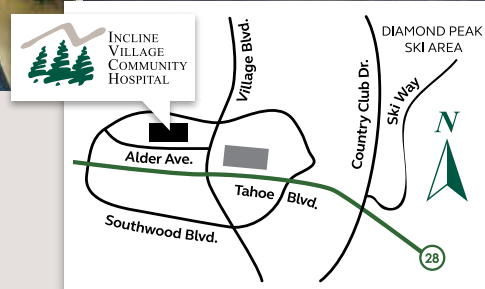 INCLINE
VILLAGE
COMMUNITY
HOSPITAL
Village Blvd.
DIAMOND PEAK
SKI AREA
Country Club Dr.
Ski Way
N
Alder Ave.
Tahoe Blvd.
Southwood Blvd.
28